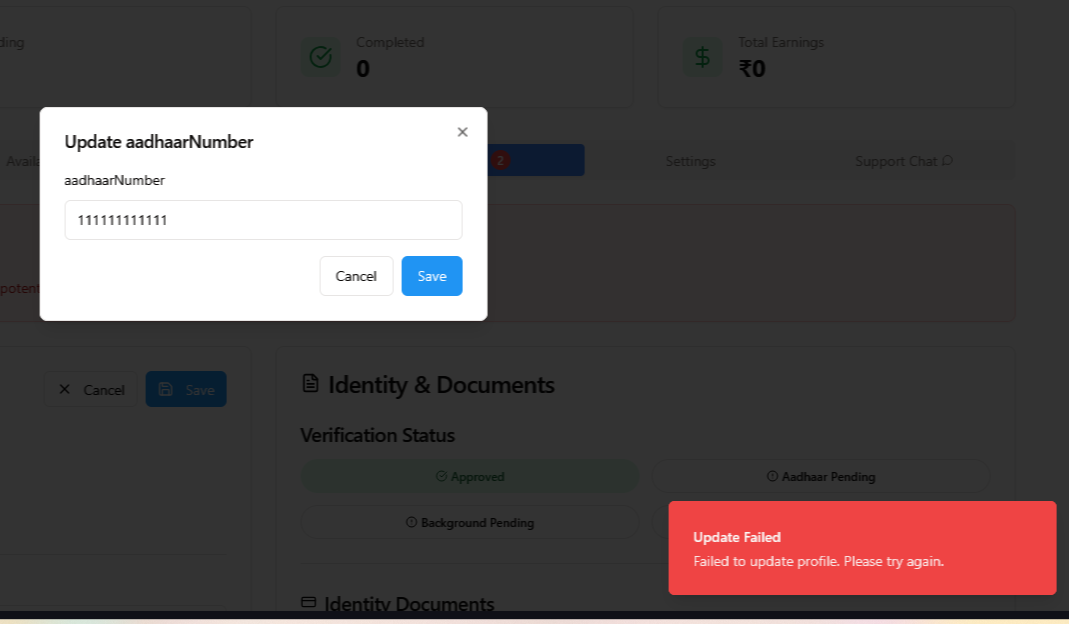 ding
Completed
0
Total Earnings
₹0
Update aadhaarNumber
aadhaarNumber
111111111111
Cancel
Save
Availa
2
Settings
Support Chat
potent
Cancel
Save
Identity & Documents
Verification Status
Approved
Aadhaar Pending
Background Pending
Update Failed
Failed to update profile. Please try again.
Identity Documents